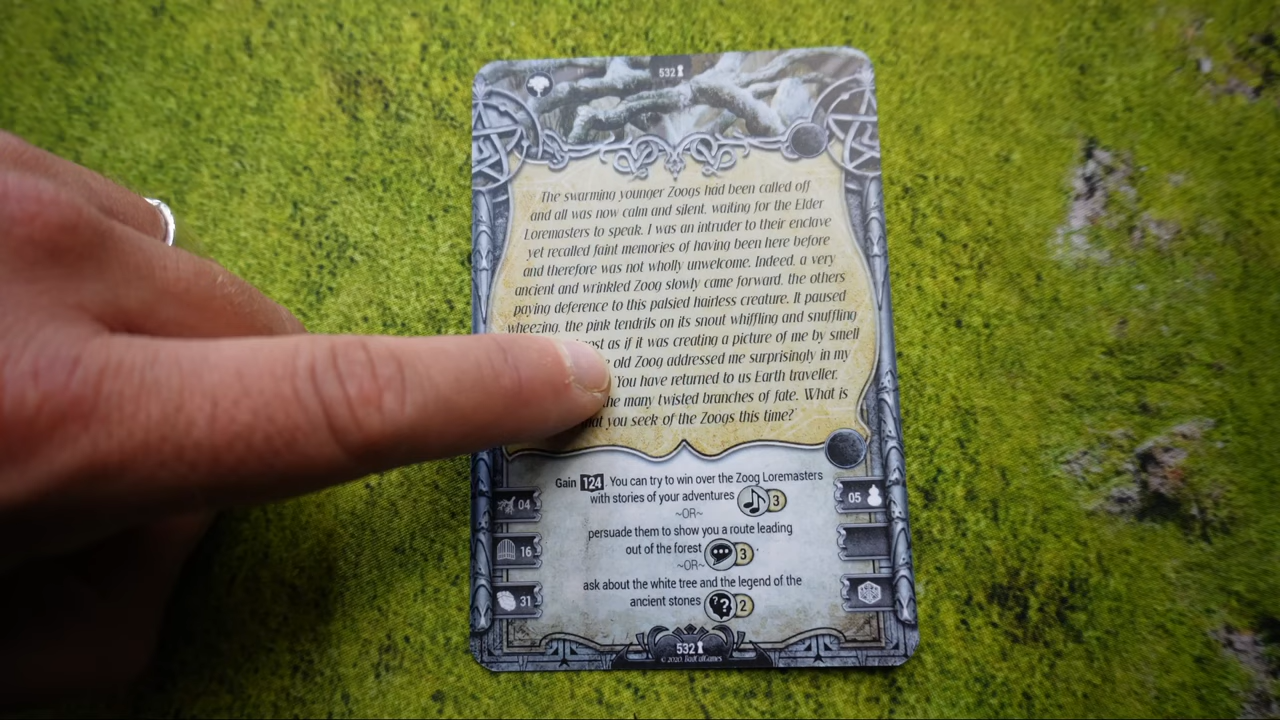 532
The swarming younger Zoogs had been called off
and all was now calm and silent, waiting for the Elder
Loremasters to speak. I was an intruder to their enclave
yet recalled faint memories of having been here before
and therefore was not wholly unwelcome. Indeed, a very
ancient and wrinkled Zoog slowly came forward, the others
paying deference to this palsied hairless creature. It paused
wheezing, the pink tendrils on its snout whiffling and snuffling
as if it was creating a picture of me by smell
old Zoog addressed me surprisingly in my
'You have returned to us Earth traveller.
the many twisted branches of fate. What is
you seek of the Zoogs this time?'
Gain 124. You can try to win over the Zoog Loremasters
with stories of your adventures 3
~OR~
persuade them to show you a route leading
out of the forest 3.
~OR~
ask about the white tree and the legend of the
ancient stones ?? 2
04
16
31
05
532
© 2020. BadCatGames